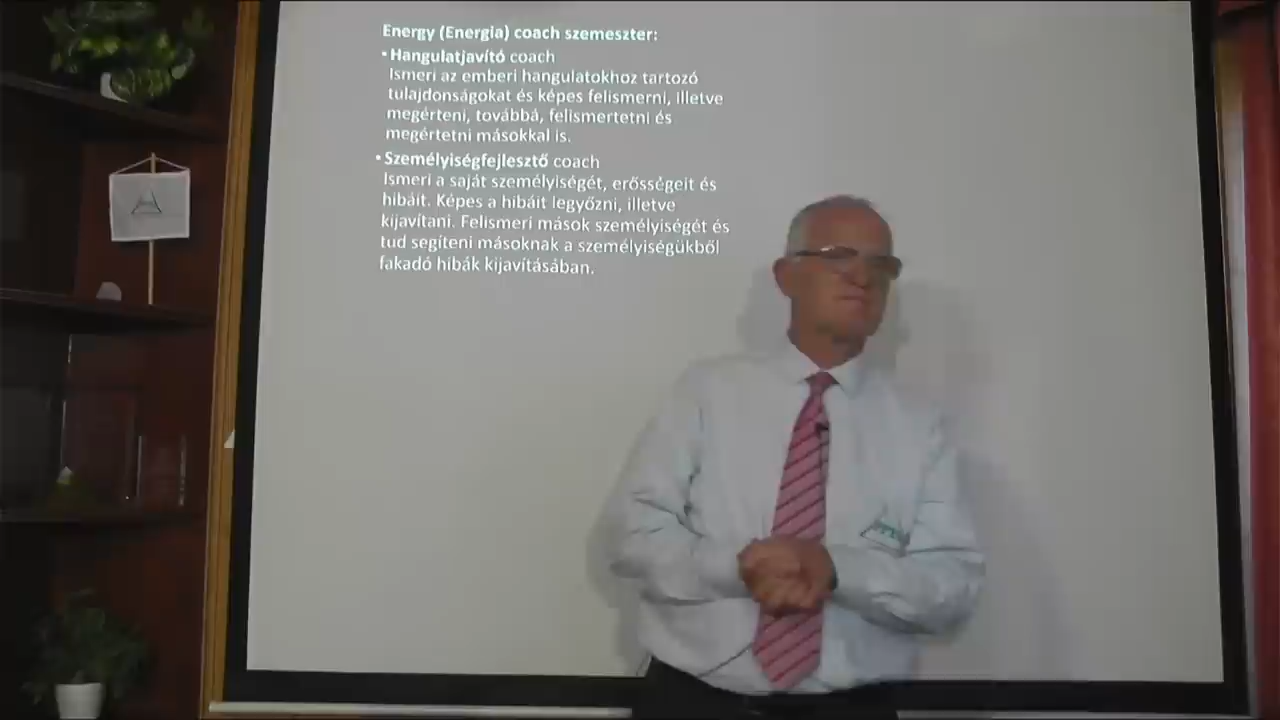 Energy (Energia) coach szemeszter:
• Hangulatjavító coach
Ismeri az emberi hangulatokhoz tartozó
tulajdonságokat és képes felismerni, illetve
megérteni, továbbá, felismertetni és
megértetni másokkal is.
• Személyiségfejlesztő coach
Ismeri a saját személyiségét, erősségeit és
hibáit. Képes a hibáit legyőzni, illetve
kijavítani. Felismeri mások személyiségét és
tud segíteni másoknak a személyiségükből
fakadó hibák kijavításában.